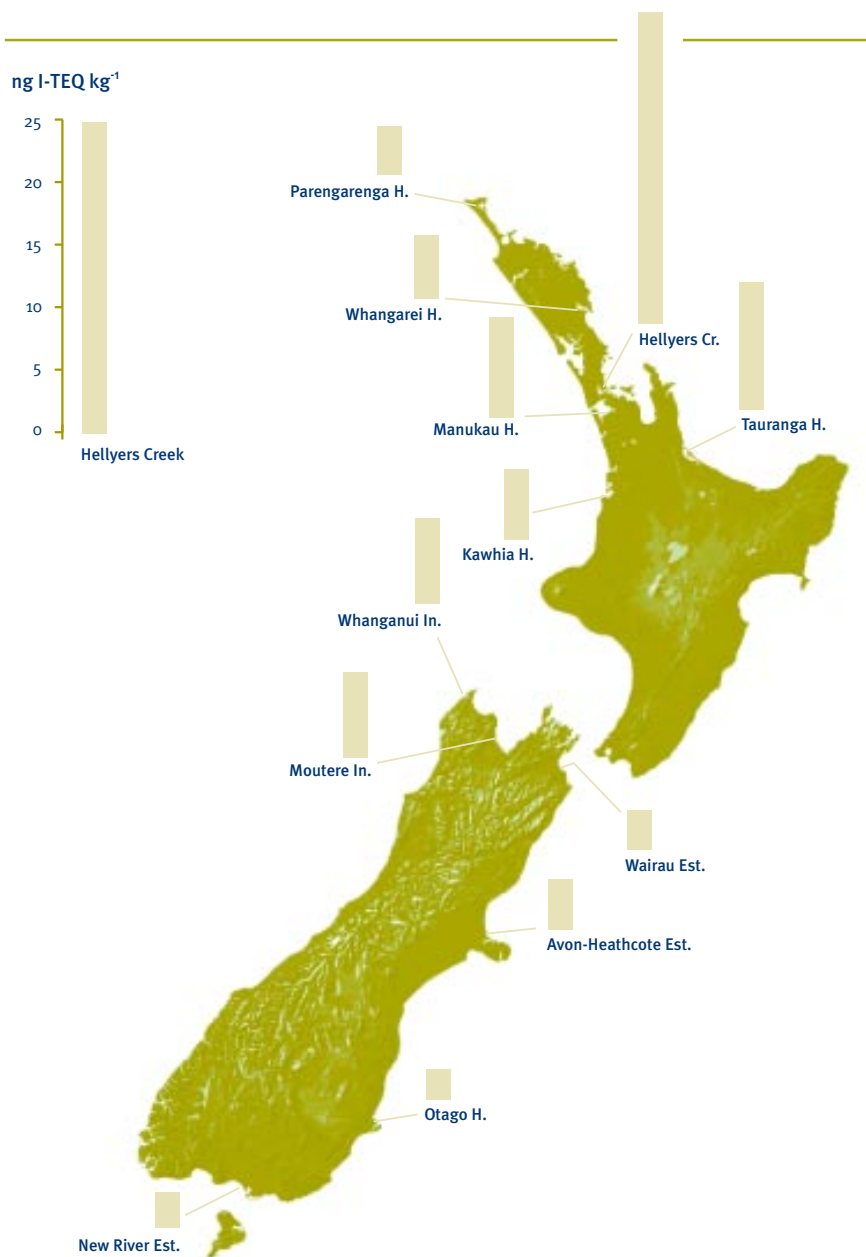 ng I-TEQ kg⁻¹
25
20
15
10
5
0
Hellyers Creek
Parengarenga H.
Whangarei H.
Hellyers Cr.
Manukau H.
Tauranga H.
Kawhia H.
Whanganui In.
Moutere In.
Wairau Est.
Avon-Heathcote Est.
Otago H.
New River Est.